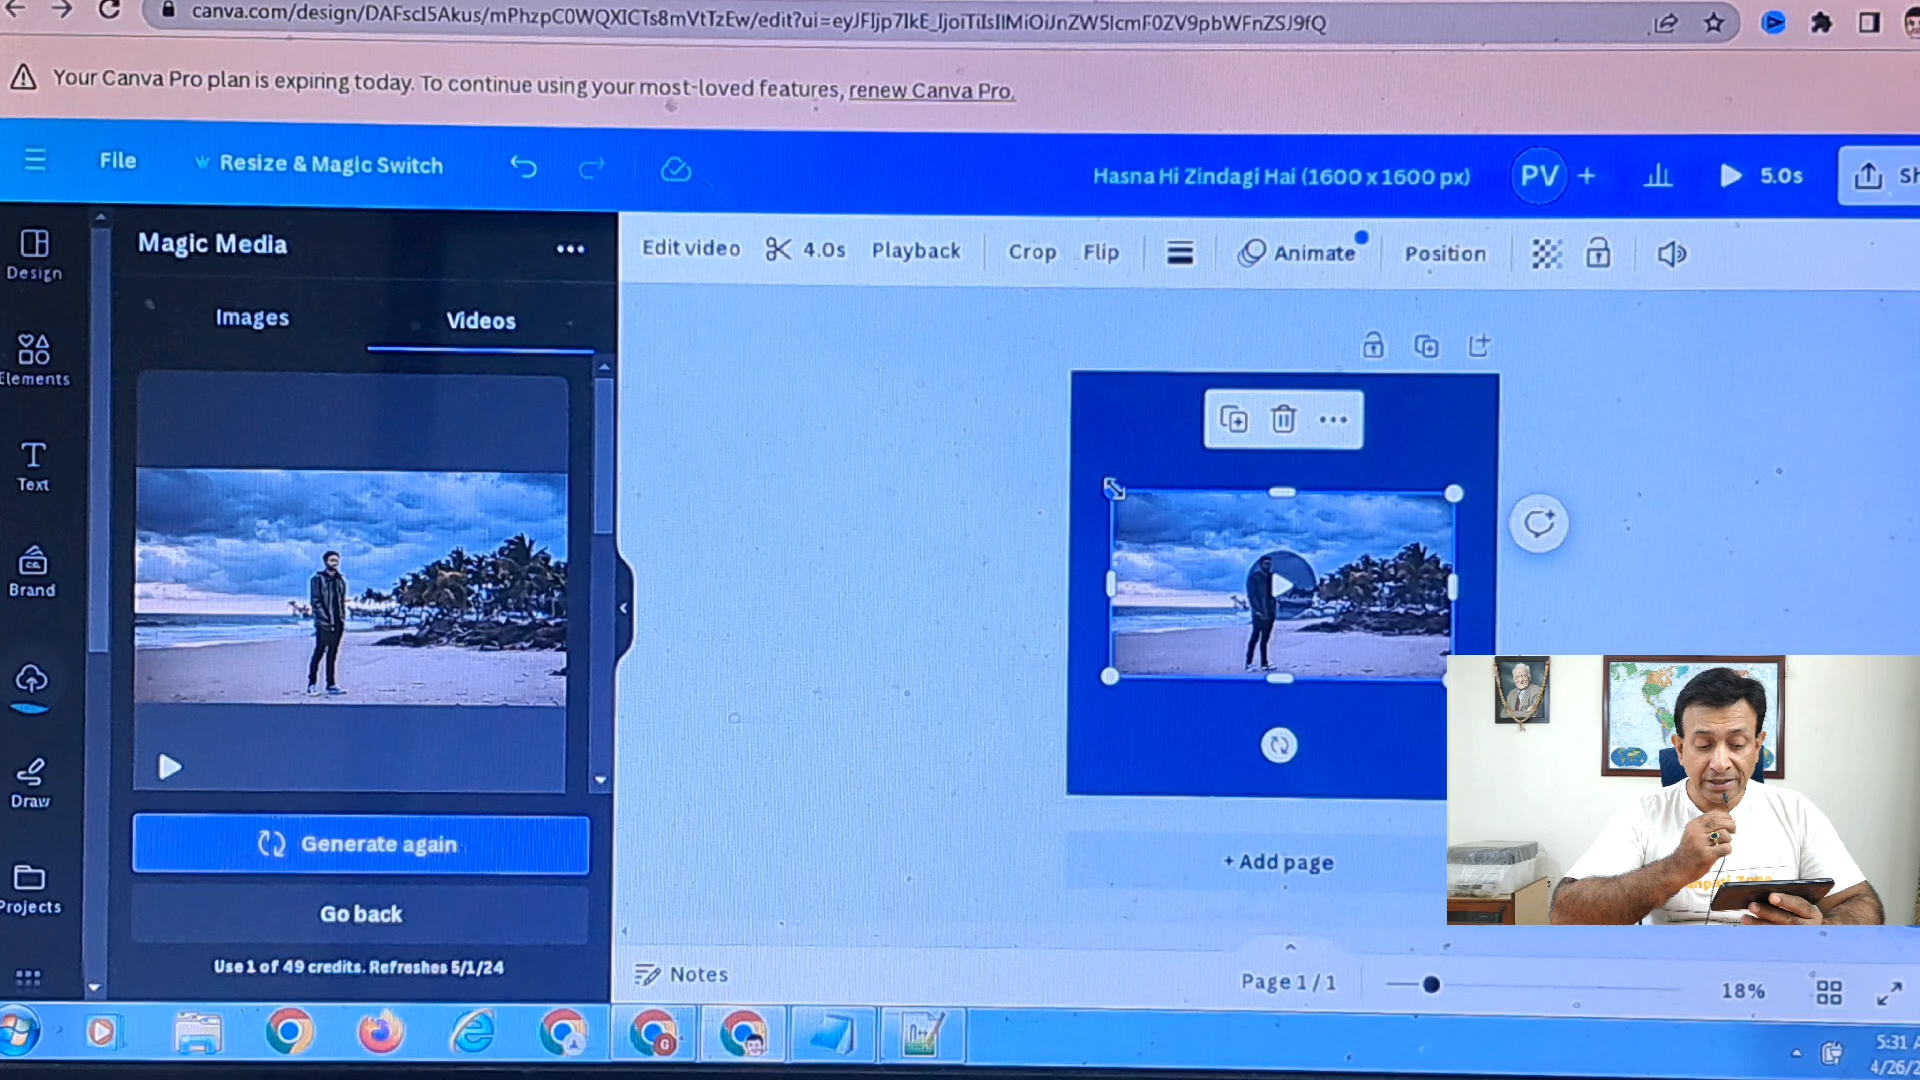 canva.com/design/DAFscI5Akus/mPhzpC0WQXICTs8mVtTzEw/edit?ui=eyJFIjp7IkE_IjoiTiIsIlMiOiJnZW5lcmF0ZV9pbWFnZSJ9fQ
Your Canva Pro plan is expiring today. To continue using your most-loved features, renew Canva Pro.
File
Resize & Magic Switch
Hasna Hi Zindagi Hai (1600 x 1600 px)
PV
5.0s
Magic Media
Edit video
4.0s
Playback
Crop
Flip
Animate
Position
Design
Elements
Text
Brand
Draw
Projects
Images
Videos
Generate again
Go back
Use 1 of 49 credits. Refreshes 5/1/24
+ Add page
Notes
Page 1 / 1
18%
5:31
4/26/2